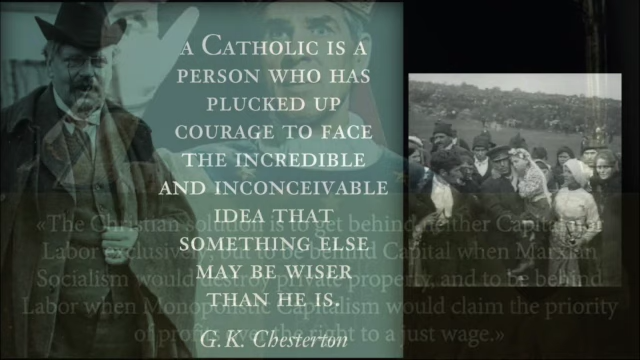 A CATHOLIC IS A
PERSON WHO HAS
PLUCKED UP
COURAGE TO FACE
THE INCREDIBLE
AND INCONCEIVABLE
IDEA THAT
SOMETHING ELSE
MAY BE WISER
THAN HE IS.
G.K. Chesterton
«The Christian solution is to get behind neither Capital nor
Labor exclusively, but to be behind Capital when Marxian
Socialism would destroy private property, and to be behind
Labor when Monopolistic Capitalism would claim the priority
of profits over the right to a just wage.»